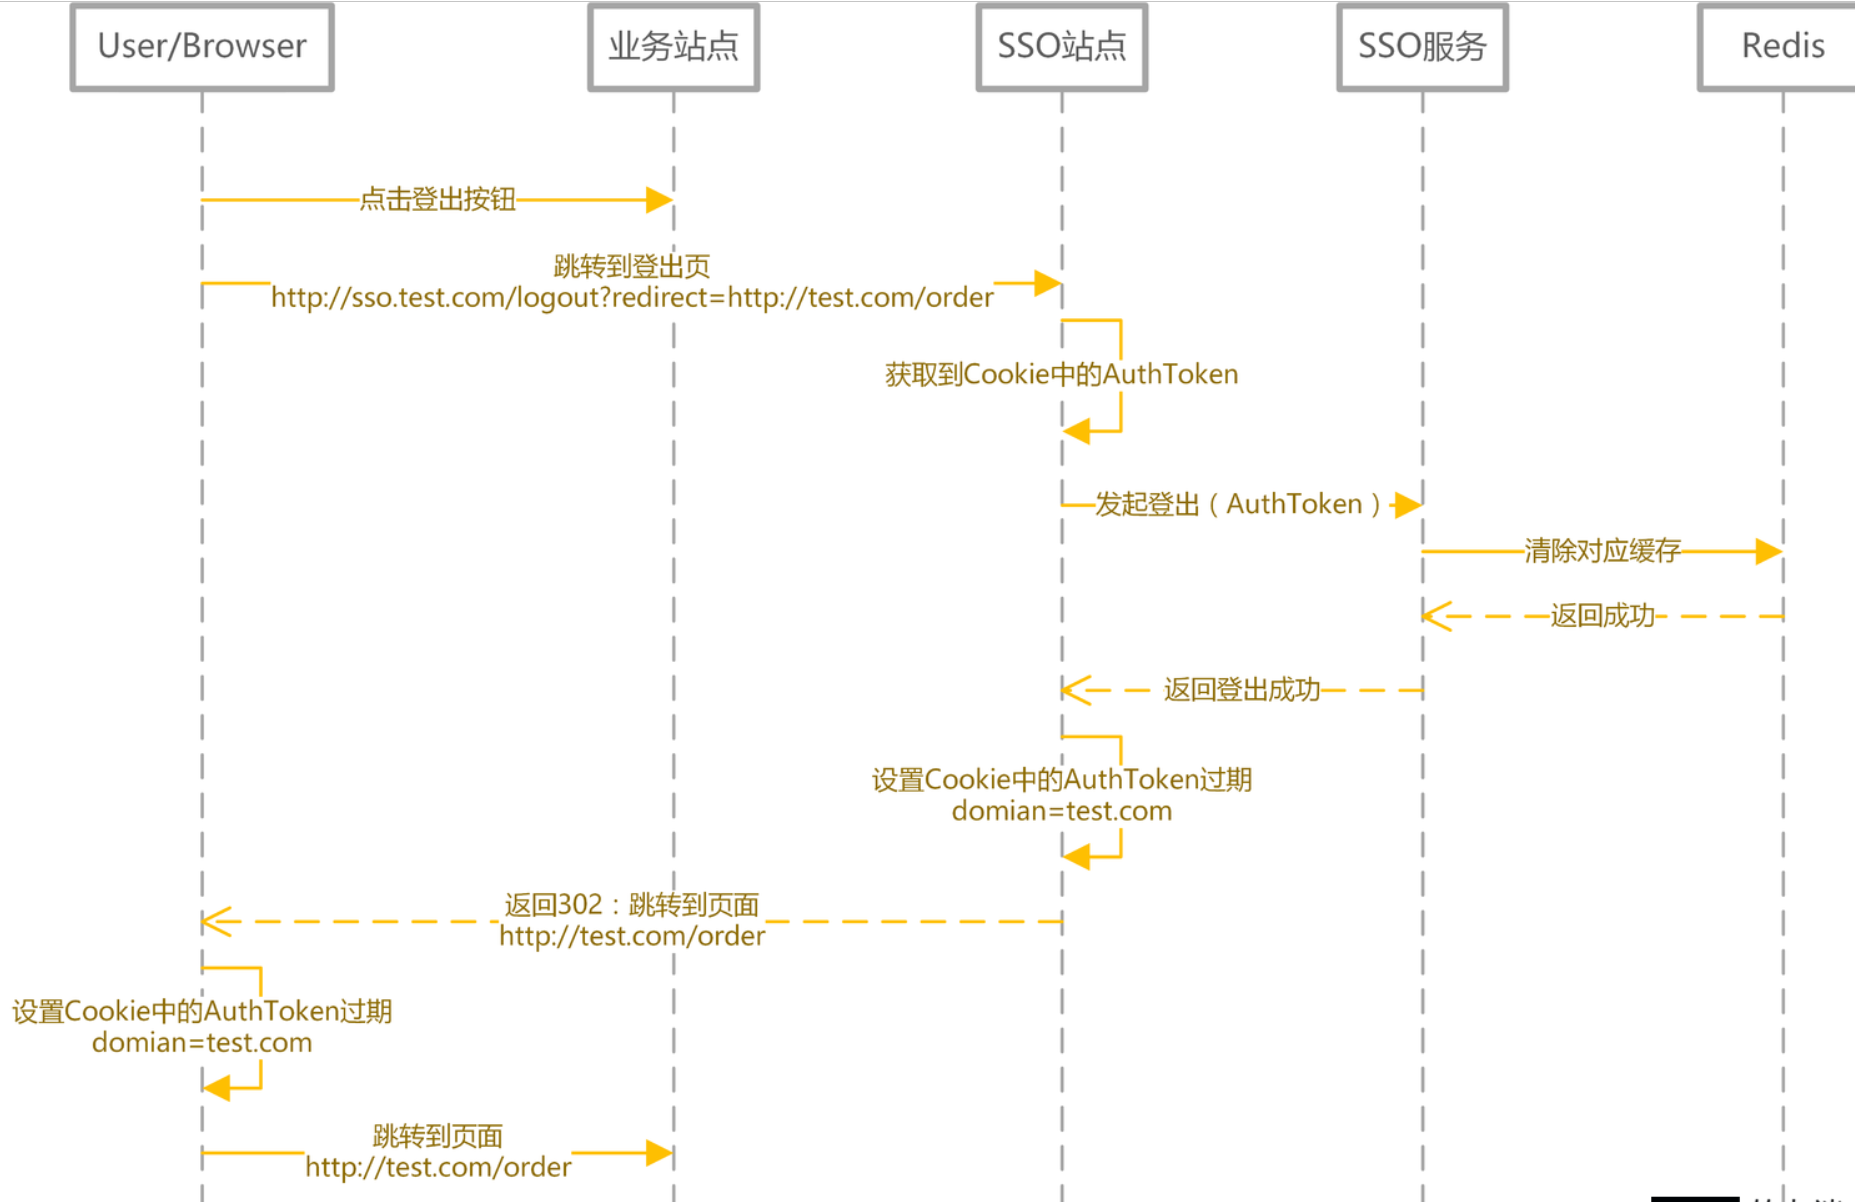 User/Browser
业务站点
SSO站点
SSO服务
Redis
点击登出按钮
跳转到登出页
http://sso.test.com/logout?redirect=http://test.com/order
获取到Cookie中的AuthToken
发起登出（AuthToken）
清除对应缓存
返回成功
返回登出成功
设置Cookie中的AuthToken过期
domian=test.com
返回302：跳转到页面
http://test.com/order
设置Cookie中的AuthToken过期
domian=test.com
跳转到页面
http://test.com/order